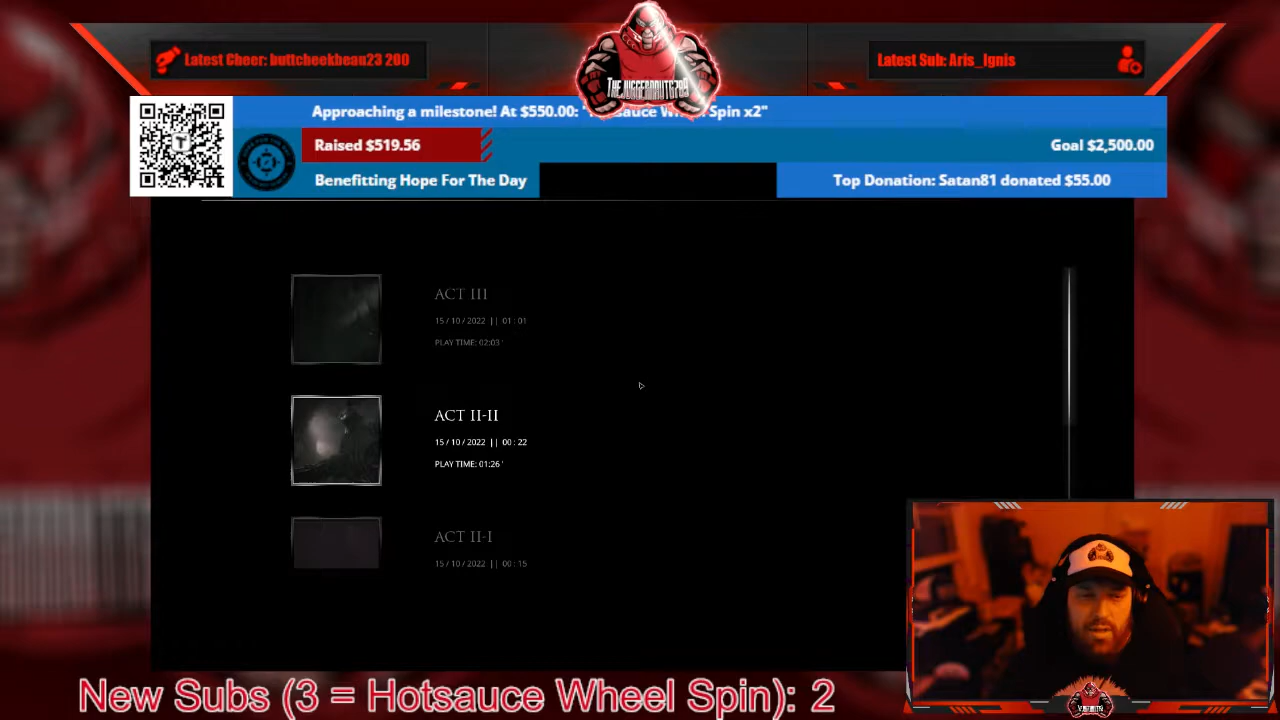 Latest Cheer: buttcheekbeau23 200
Latest Sub: Aris_Ignis
THEJUGGERNAUT6789
Approaching a milestone! At $550.00: " Spin x2"
Raised $519.56
Goal $2,500.00
Benefitting Hope For The Day
Top Donation: Satan81 donated $55.00
ACT III
15 / 10 / 2022 || 01 : 01
PLAY TIME: 02:03 '
ACT II-II
15 / 10 / 2022 || 00 : 22
PLAY TIME: 01:26 '
ACT II-I
15 / 10 / 2022 || 00 : 15
New Subs (3 = Hotsauce Wheel Spin): 2